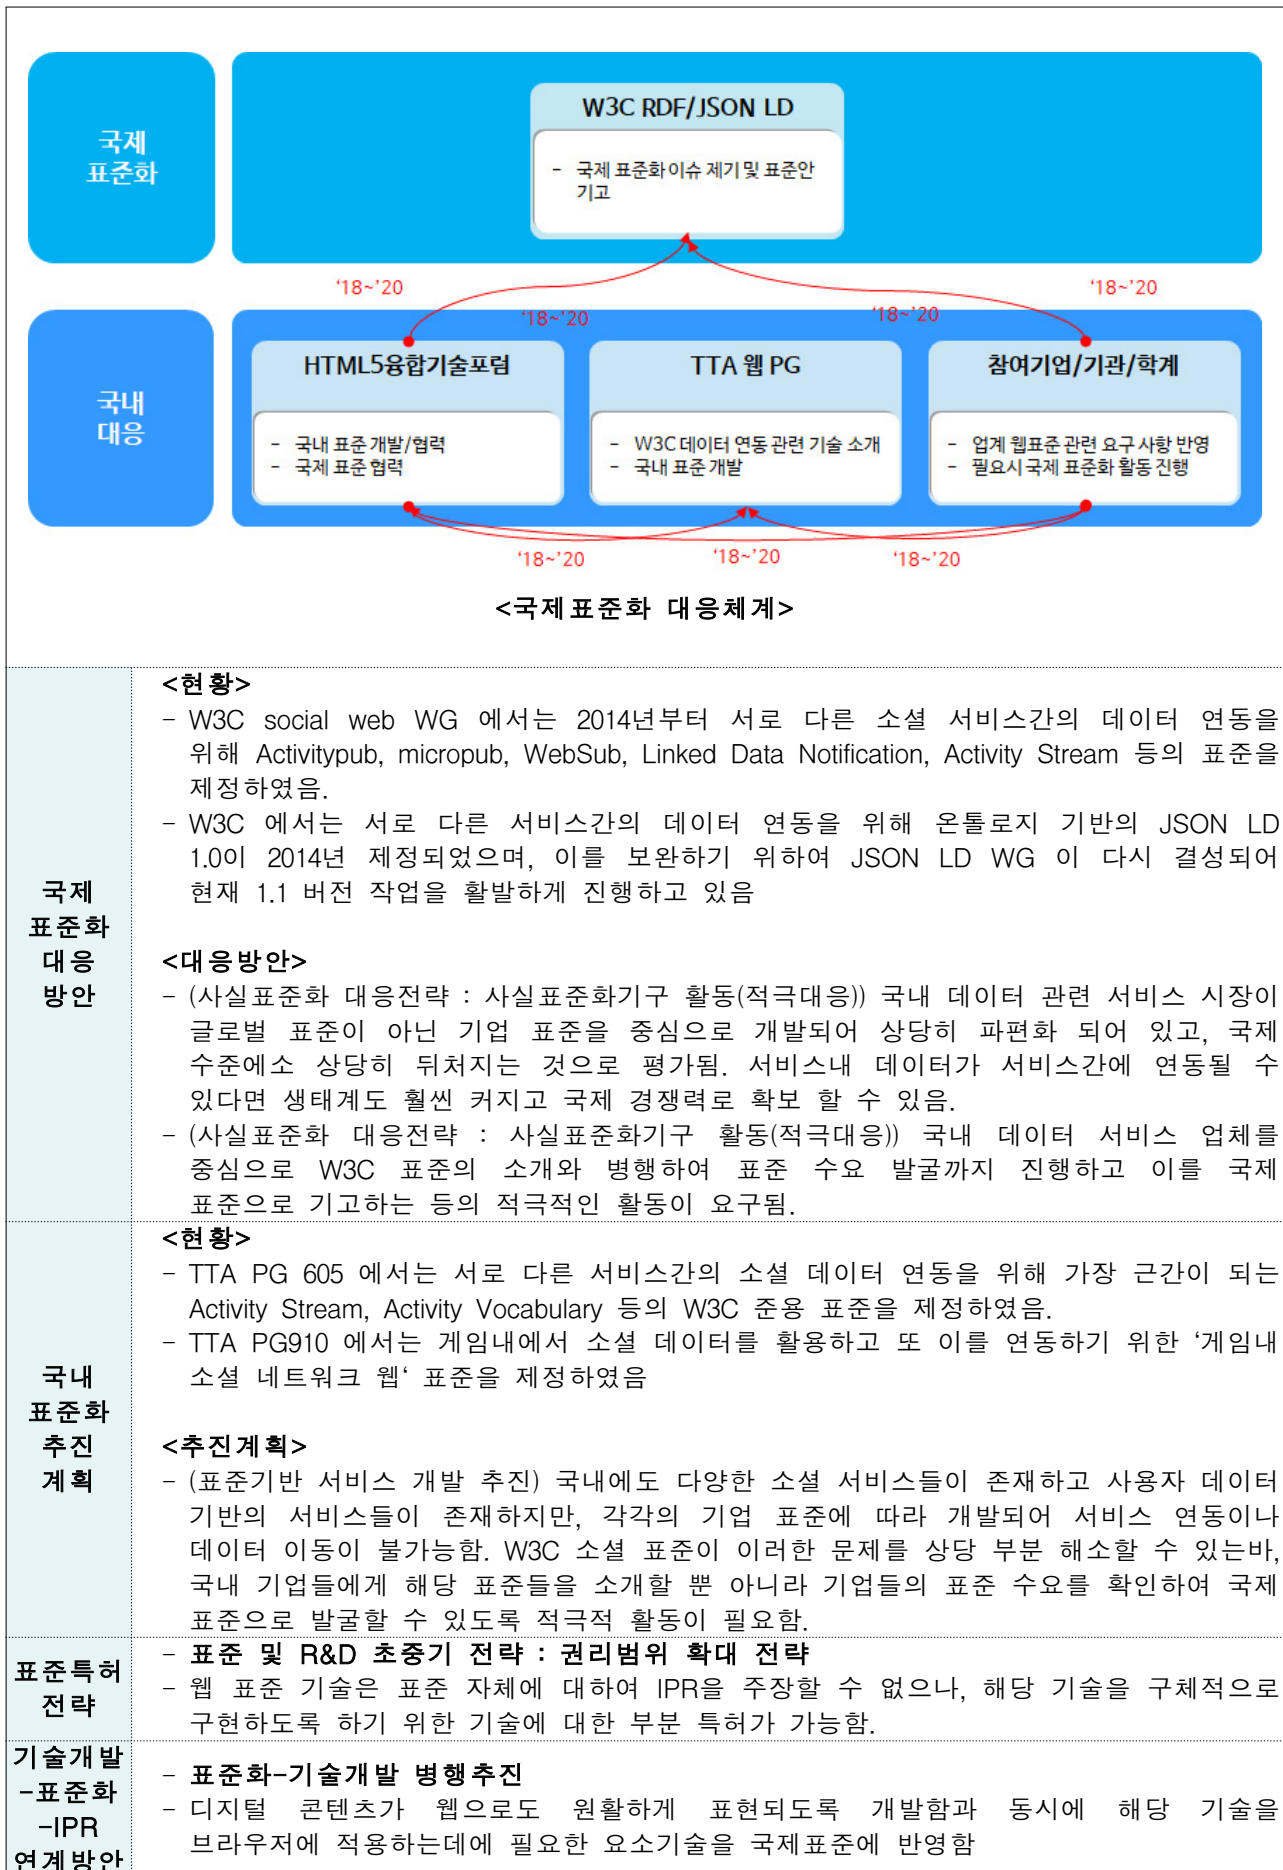 국제
표준화
W3C RDF/JSON LD
- 국제 표준화 이슈 제기 및 표준안
기고
‘18~’20
‘18~’20
‘18~’20
‘18~’20
국내
대응
HTML5융합기술포럼
- 국내 표준 개발/협력
- 국제 표준 협력
TTA 웹 PG
- W3C 데이터 연동 관련 기술 소개
- 국내 표준 개발
참여기업/기관/학계
- 업계 웹표준 관련 요구 사항 반영
- 필요시 국제 표준화 활동 진행
‘18~’20
‘18~’20
‘18~’20
<국제표준화 대응체계>
국제
표준화
대응
방안
<현황>
- W3C social web WG 에서는 2014년부터 서로 다른 소셜 서비스간의 데이터 연동을
위해 Activitypub, micropub, WebSub, Linked Data Notification, Activity Stream 등의 표준을
제정하였음.
- W3C 에서는 서로 다른 서비스간의 데이터 연동을 위해 온톨로지 기반의 JSON LD
1.0이 2014년 제정되었으며, 이를 보완하기 위하여 JSON LD WG 이 다시 결성되어
현재 1.1 버전 작업을 활발하게 진행하고 있음
<대응방안>
- (사실표준화 대응전략 : 사실표준화기구 활동(적극대응)) 국내 데이터 관련 서비스 시장이
글로벌 표준이 아닌 기업 표준을 중심으로 개발되어 상당히 파편화 되어 있고, 국제
수준에소 상당히 뒤처지는 것으로 평가됨. 서비스내 데이터가 서비스간에 연동될 수
있다면 생태계도 훨씬 커지고 국제 경쟁력로 확보 할 수 있음.
- (사실표준화 대응전략 : 사실표준화기구 활동(적극대응)) 국내 데이터 서비스 업체를
중심으로 W3C 표준의 소개와 병행하여 표준 수요 발굴까지 진행하고 이를 국제
표준으로 기고하는 등의 적극적인 활동이 요구됨.
국내
표준화
추진
계획
<현황>
- TTA PG 605 에서는 서로 다른 서비스간의 소셜 데이터 연동을 위해 가장 근간이 되는
Activity Stream, Activity Vocabulary 등의 W3C 준용 표준을 제정하였음.
- TTA PG910 에서는 게임내에서 소셜 데이터를 활용하고 또 이를 연동하기 위한 ‘게임내
소셜 네트워크 웹‘ 표준을 제정하였음
<추진계획>
- (표준기반 서비스 개발 추진) 국내에도 다양한 소셜 서비스들이 존재하고 사용자 데이터
기반의 서비스들이 존재하지만, 각각의 기업 표준에 따라 개발되어 서비스 연동이나
데이터 이동이 불가능함. W3C 소셜 표준이 이러한 문제를 상당 부분 해소할 수 있는바,
국내 기업들에게 해당 표준들을 소개할 뿐 아니라 기업들의 표준 수요를 확인하여 국제
표준으로 발굴할 수 있도록 적극적 활동이 필요함.
표준특허
전략
- 표준 및 R&D 초중기 전략 : 권리범위 확대 전략
- 웹 표준 기술은 표준 자체에 대하여 IPR을 주장할 수 없으나, 해당 기술을 구체적으로
구현하도록 하기 위한 기술에 대한 부분 특허가 가능함.
기술개발
-표준화
-IPR
연계방안
- 표준화-기술개발 병행추진
- 디지털 콘텐츠가 웹으로도 원활하게 표현되도록 개발함과 동시에 해당 기술을
브라우저에 적용하는데에 필요한 요소기술을 국제표준에 반영함